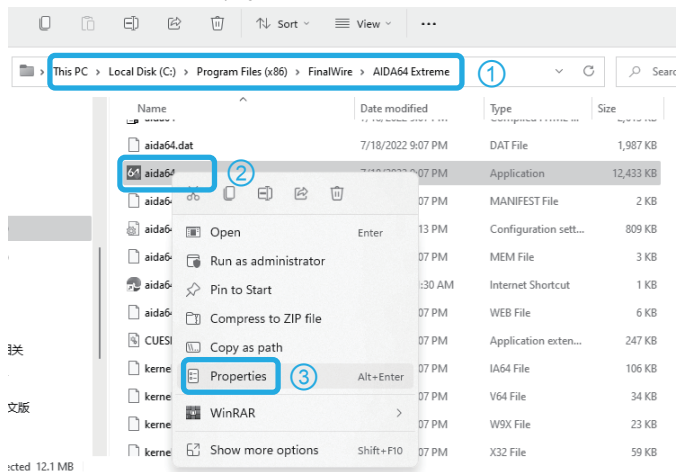 Sort View ...
This PC > Local Disk (C:) > Program Files (x86) > FinalWire > AIDA64 Extreme ① Sear
Name Date modified Type Size
aida64.dat 7/18/2022 9:07 PM DAT File 1,987 KB
64 aida64 ② Application 12,433 KB
aida6 07 PM MANIFEST File 2 KB
aida6 13 PM Configuration sett... 809 KB
Open Enter
aida6 07 PM MEM File 3 KB
Run as administrator
aida6 :30 AM Internet Shortcut 1 KB
Pin to Start
aida6 07 PM WEB File 6 KB
Compress to ZIP file
CUESI 07 PM Application exten... 247 KB
Copy as path
kerne 07 PM IA64 File 106 KB
Properties ③ Alt+Enter
kerne 07 PM V64 File 34 KB
文版
WinRAR >
kerne 07 PM W9X File 23 KB
Show more options Shift+F10
kerne 07 PM X32 File 59 KB
ected 12.1 MB